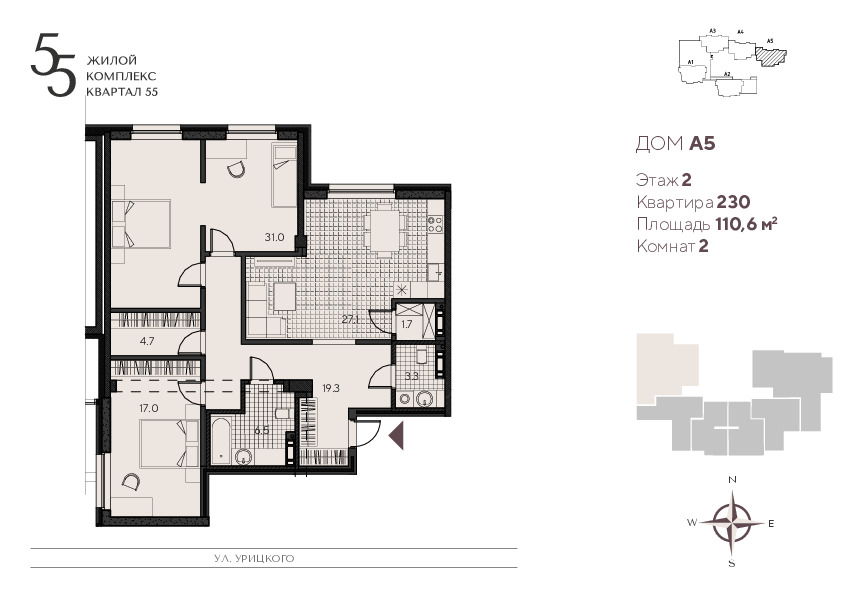 55
ЖИЛОЙ
КОМПЛЕКС
КВАРТАЛ 55
A3
A4
A5
A1
A2
ДОМ A5
Этаж 2
Квартира 230
Площадь 110,6 м²
Комнат 2
31.0
27.1
1.7
4.7
3.3
19.3
17.0
6.5
N
W
E
S
УЛ. УРИЦКОГО